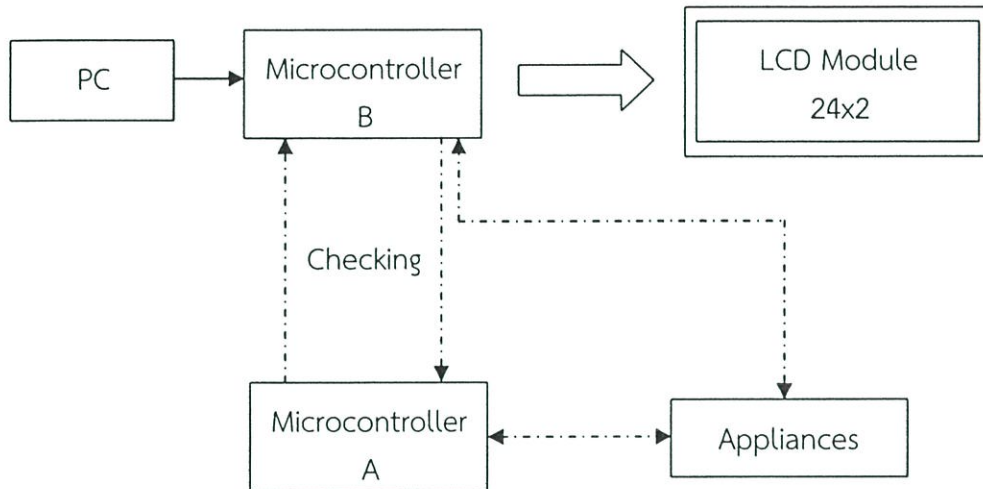 PC
Microcontroller
B
LCD Module
24x2
Checking
Microcontroller
A
Appliances